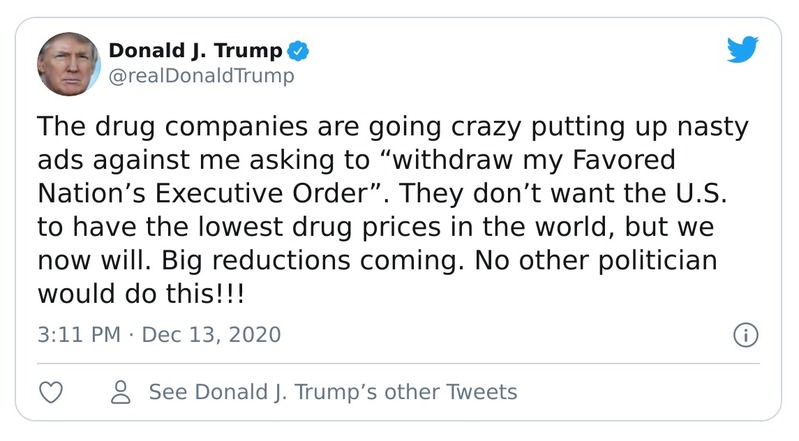 Donald J. Trump
@realDonaldTrump
The drug companies are going crazy putting up nasty
ads against me asking to “withdraw my Favored
Nation’s Executive Order”. They don’t want the U.S.
to have the lowest drug prices in the world, but we
now will. Big reductions coming. No other politician
would do this!!!
3:11 PM · Dec 13, 2020
See Donald J. Trump’s other Tweets